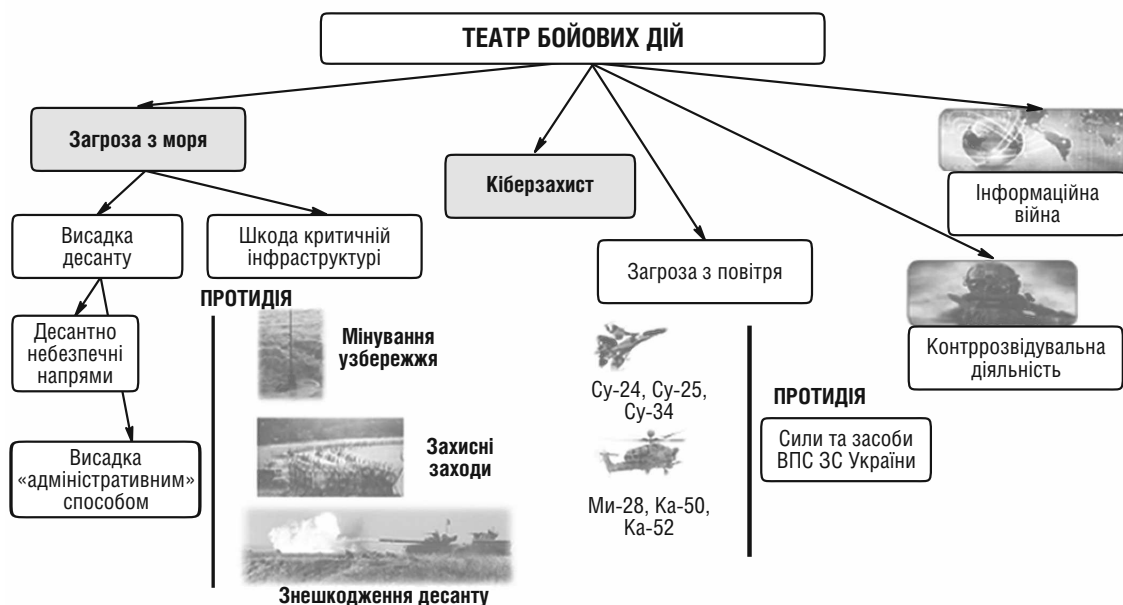 ТЕАТР БОЙОВИХ ДІЙ
Загроза з моря
Кіберзахист
Інформаційна
війна
Висадка
десанту
Шкода критичній
інфраструктурі
Загроза з повітря
Контррозвідувальна
діяльність
ПРОТИДІЯ
Десантно
небезпечні
напрями
Мінування
узбережжя
Су-24, Су-25,
Су-34
ПРОТИДІЯ
Сили та засоби
ВПС ЗС України
Висадка
«адміністративним»
способом
Захисні
заходи
Ми-28, Ка-50,
Ка-52
Знешкодження десанту